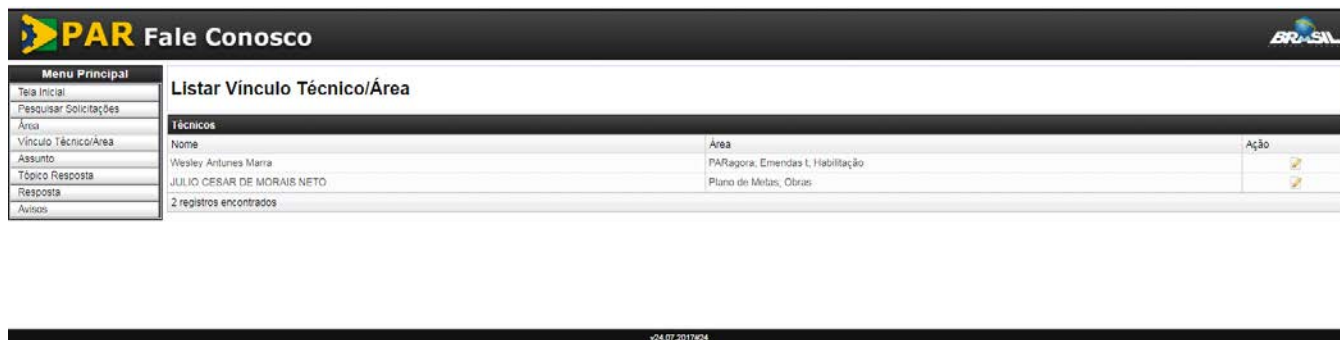 PAR Fale Conosco
BRASIL
Menu Principal
Tela Inicial
Pesquisar Solicitações
Área
Vínculo Técnico/Área
Assunto
Tópico Resposta
Resposta
Avisos
Listar Vínculo Técnico/Área
Técnicos
Nome Área Ação
Wesley Antunes Marra PARagora, Emendas t, Habilitação
JULIO CESAR DE MORAIS NETO Plano de Metas, Obras
2 registros encontrados
v24.07.2017#04